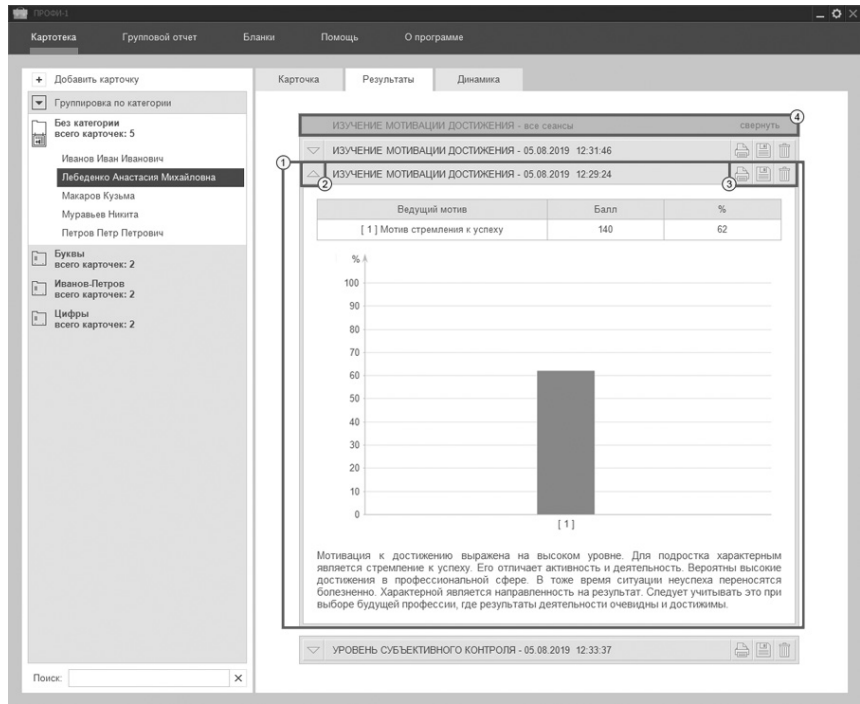 ПРОФИ-1
Картотека Групповой отчет Бланки Помощь О программе
+ Добавить карточку
Группировка по категории
Без категории
всего карточек: 5
Иванов Иван Иванович
Лебеденко Анастасия Михайловна
Макаров Кузьма
Муравьев Никита
Петров Петр Петрович
Буквы
всего карточек: 2
Иванов-Петров
всего карточек: 2
Цифры
всего карточек: 2
Поиск:
Карточка Результаты Динамика
4
ИЗУЧЕНИЕ МОТИВАЦИИ ДОСТИЖЕНИЯ - все сеансы свернуть
ИЗУЧЕНИЕ МОТИВАЦИИ ДОСТИЖЕНИЯ - 05.08.2019 12:31:46
1
ИЗУЧЕНИЕ МОТИВАЦИИ ДОСТИЖЕНИЯ - 05.08.2019 12:29:24
2 3
Ведущий мотив Балл %
[ 1 ] Мотив стремления к успеху 140 62
%
100
90
80
70
60
50
40
30
20
10
0
[ 1 ]
Мотивация к достижению выражена на высоком уровне. Для подростка характерным
является стремление к успеху. Его отличает активность и деятельность. Вероятны высокие
достижения в профессиональной сфере. В тоже время ситуации неуспеха переносятся
болезненно. Характерной является направленность на результат. Следует учитывать это при
выборе будущей профессии, где результаты деятельности очевидны и достижимы.
УРОВЕНЬ СУБЪЕКТИВНОГО КОНТРОЛЯ - 05.08.2019 12:33:37